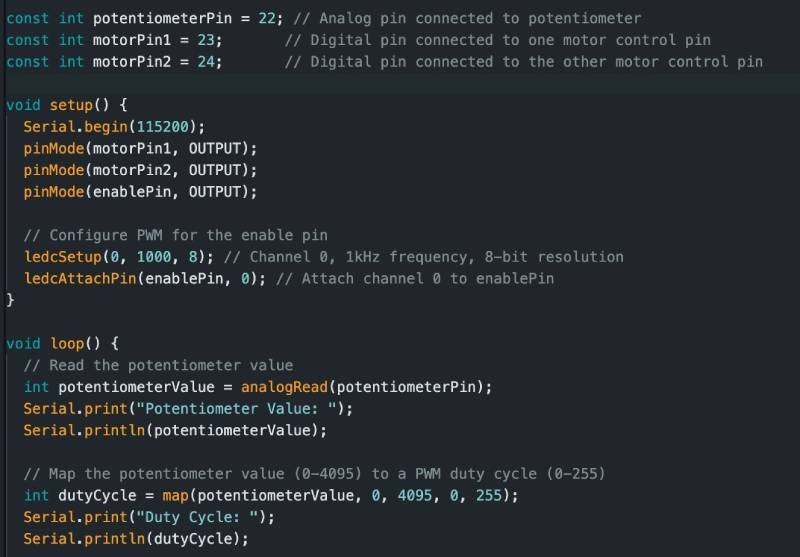 const int potentiometerPin = 22; // Analog pin connected to potentiometer
const int motorPin1 = 23;       // Digital pin connected to one motor control pin
const int motorPin2 = 24;       // Digital pin connected to the other motor control pin
void setup() {
  Serial.begin(115200);
  pinMode(motorPin1, OUTPUT);
  pinMode(motorPin2, OUTPUT);
  pinMode(enablePin, OUTPUT);
  // Configure PWM for the enable pin
  ledcSetup(0, 1000, 8); // Channel 0, 1kHz frequency, 8-bit resolution
  ledcAttachPin(enablePin, 0); // Attach channel 0 to enablePin
}
void loop() {
  // Read the potentiometer value
  int potentiometerValue = analogRead(potentiometerPin);
  Serial.print("Potentiometer Value: ");
  Serial.println(potentiometerValue);
  // Map the potentiometer value (0-4095) to a PWM duty cycle (0-255)
  int dutyCycle = map(potentiometerValue, 0, 4095, 0, 255);
  Serial.print("Duty Cycle: ");
  Serial.println(dutyCycle);